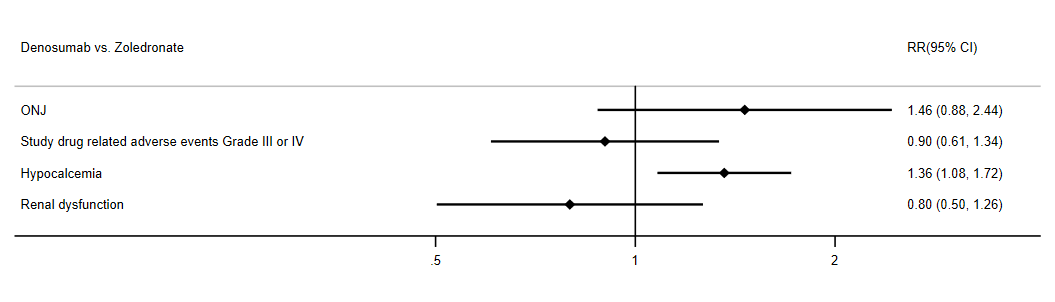 Denosumab vs. Zoledronate RR(95% CI)
ONJ 1.46 (0.88, 2.44)
Study drug related adverse events Grade III or IV 0.90 (0.61, 1.34)
Hypocalcemia 1.36 (1.08, 1.72)
Renal dysfunction 0.80 (0.50, 1.26)
.5 1 2